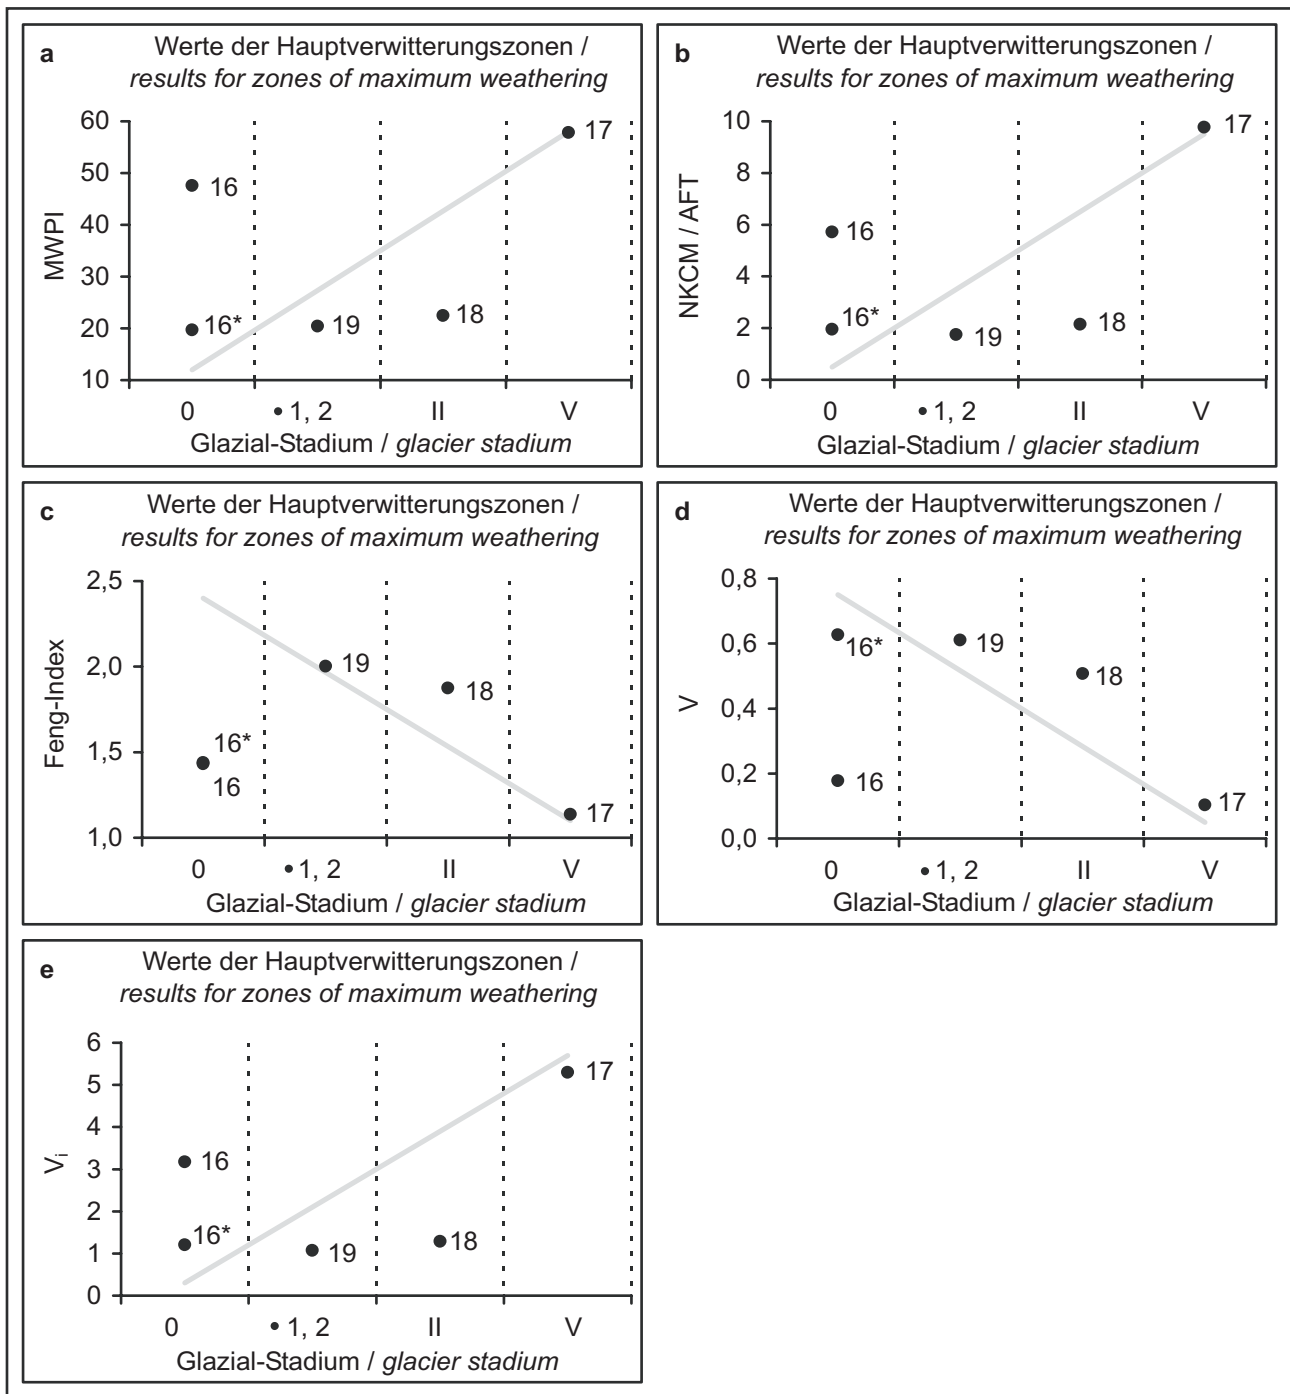 a
Werte der Hauptverwitterungszonen /
results for zones of maximum weathering
MWPI
60
50
40
30
20
10
16
16*
19
18
17
0 • 1, 2 II V
Glazial-Stadium / glacier stadium
b
Werte der Hauptverwitterungszonen /
results for zones of maximum weathering
NKCM / AFT
10
8
6
4
2
0
16
16*
19
18
17
0 • 1, 2 II V
Glazial-Stadium / glacier stadium
c
Werte der Hauptverwitterungszonen /
results for zones of maximum weathering
Feng-Index
2,5
2,0
1,5
1,0
16*
16
19
18
17
0 • 1, 2 II V
Glazial-Stadium / glacier stadium
d
Werte der Hauptverwitterungszonen /
results for zones of maximum weathering
V
0,8
0,6
0,4
0,2
0,0
16*
16
19
18
17
0 • 1, 2 II V
Glazial-Stadium / glacier stadium
e
Werte der Hauptverwitterungszonen /
results for zones of maximum weathering
Vi
6
5
4
3
2
1
0
16
16*
19
18
17
0 • 1, 2 II V
Glazial-Stadium / glacier stadium